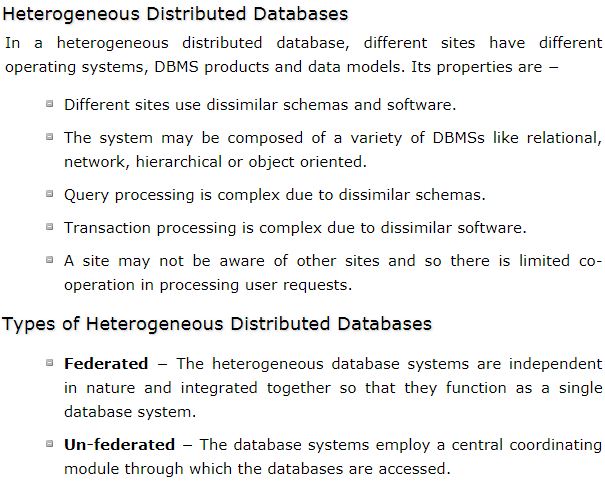 Heterogeneous Distributed Databases
In a heterogeneous distributed database, different sites have different
operating systems, DBMS products and data models. Its properties are −
Different sites use dissimilar schemas and software.
The system may be composed of a variety of DBMSs like relational,
network, hierarchical or object oriented.
Query processing is complex due to dissimilar schemas.
Transaction processing is complex due to dissimilar software.
A site may not be aware of other sites and so there is limited co-
operation in processing user requests.
Types of Heterogeneous Distributed Databases
Federated − The heterogeneous database systems are independent
in nature and integrated together so that they function as a single
database system.
Un-federated − The database systems employ a central coordinating
module through which the databases are accessed.